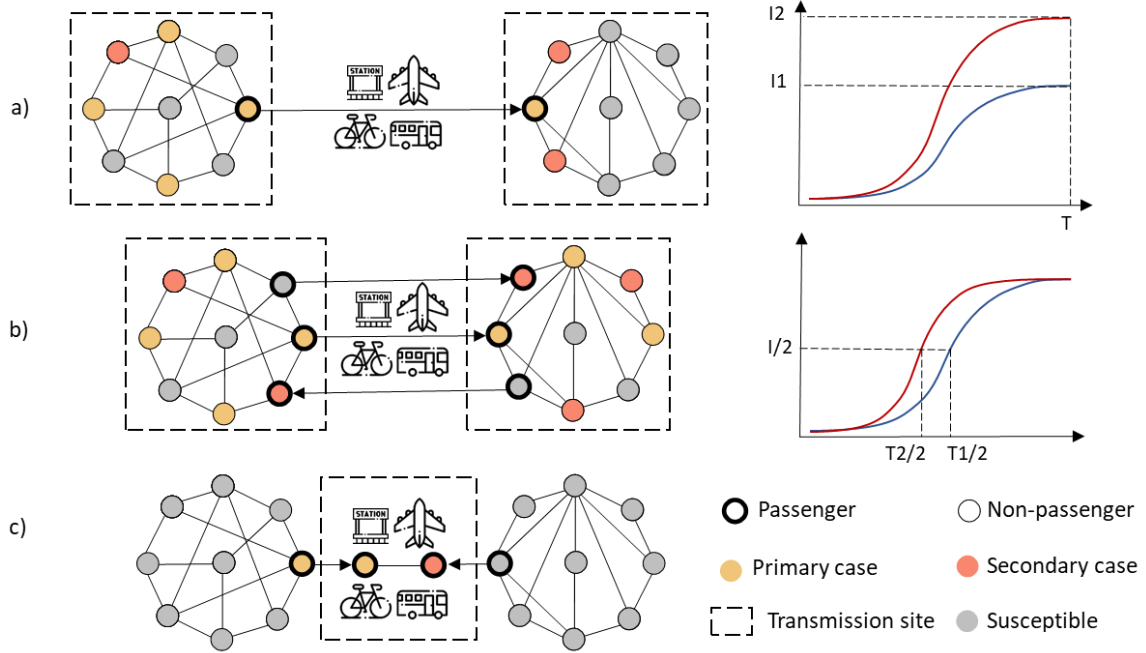 a)
STATION
I2
I1
T
b)
STATION
I/2
T2/2
T1/2
c)
STATION
Passenger
Non-passenger
Primary case
Secondary case
Transmission site
Susceptible